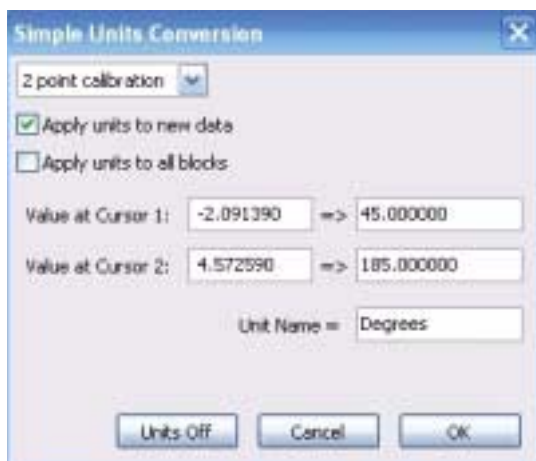 Simple Units Conversion
2 point calibration
Apply units to new data
Apply units to all blocks
Value at Cursor 1: -2.091390 => 45.000000
Value at Cursor 2: 4.572590 => 185.000000
Unit Name = Degrees
Units Off Cancel OK